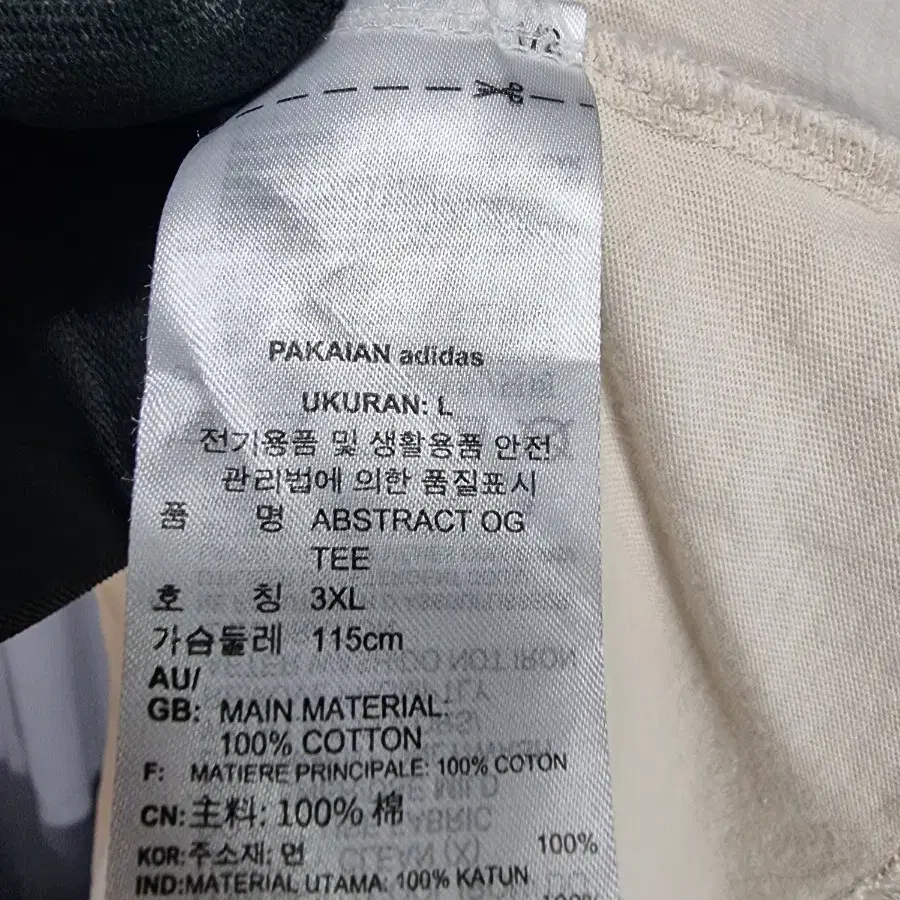 PAKAIAN adidas
UKURAN: L
전기용품 및 생활용품 안전
관리법에 의한 품질표시
품 명 ABSTRACT OG
TEE
호 칭 3XL
가슴둘레 115cm
AU/
GB: MAIN MATERIAL:
100% COTTON
F: MATIERE PRINCIPALE: 100% COTON
CN: 主料: 100% 棉
KOR: 주소재: 면 100%
IND: MATERIAL UTAMA: 100% KATUN
100%